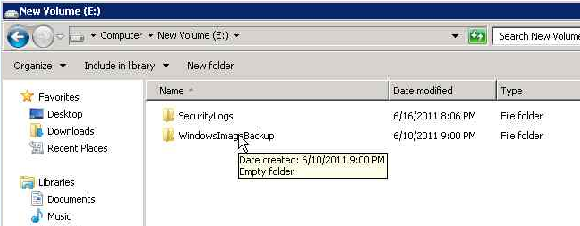 New Volume (E:)
Computer New Volume (E:) Search New Volume
Organize Include in library New folder
Name Date modified Type
Favorites
Desktop
Downloads
Recent Places
Libraries
Documents
Music
SecurityLogs 6/16/2011 8:06 PM File folder
WindowsImageBackup 6/10/2011 9:00 PM File folder
Date created: 6/10/2011 9:00 PM
Empty folder